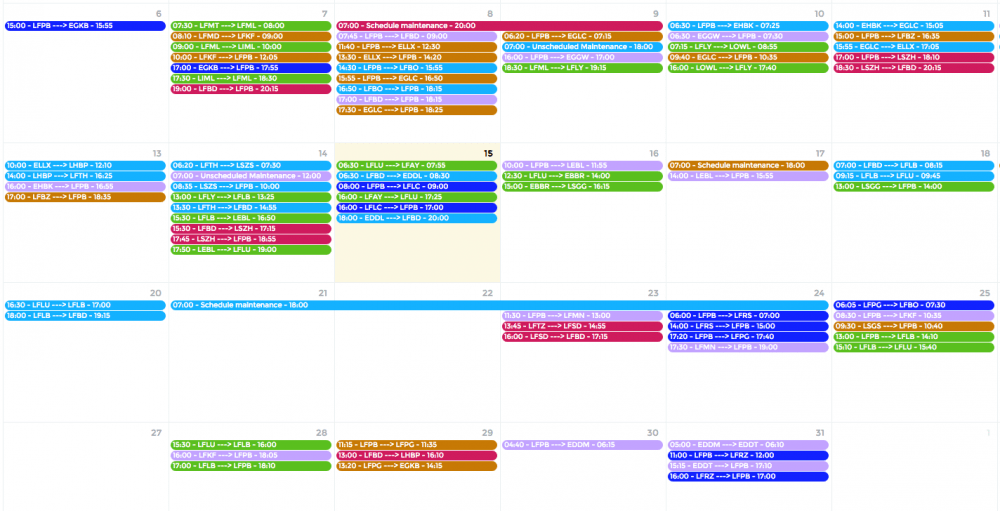 6
7
8
9
10
11
15:00 - LFPB ---> EGKB - 15:55
07:30 - LFMT ---> LFML - 08:00
08:10 - LFMD ---> LFKF - 09:00
09:00 - LFML ---> LIML - 10:00
10:00 - LFKF ---> LFPB - 12:05
17:00 - EGKB ---> LFPB - 17:55
17:30 - LIML ---> LFML - 18:30
19:00 - LFBD ---> LFPB - 20:15
07:00 - Schedule maintenance - 20:00
07:45 - LFPB ---> LFBD - 09:00
11:40 - LFPB ---> ELLX - 12:30
13:30 - ELLX ---> LFPB - 14:20
14:30 - LFPB ---> LFBO - 15:55
15:55 - LFPB ---> EGLC - 16:50
16:50 - LFBO ---> LFPB - 18:15
17:00 - LFBD ---> LFPB - 18:15
17:30 - EGLC ---> LFPB - 18:25
06:20 - LFPB ---> EGLC - 07:15
07:00 - Unscheduled Maintenance - 18:00
16:00 - LFPB ---> EGGW - 17:00
18:30 - LFML ---> LFLY - 19:15
06:30 - LFPB ---> EHBK - 07:25
06:30 - EGGW ---> LFPB - 07:30
07:15 - LFLY ---> LOWL - 08:55
09:40 - EGLC ---> LFPB - 10:35
16:00 - LOWL ---> LFLY - 17:40
14:00 - EHBK ---> EGLC - 15:05
15:00 - LFPB ---> LFBZ - 16:35
15:55 - EGLC ---> ELLX - 17:05
17:00 - LFPB ---> LSZH - 18:10
18:30 - LSZH ---> LFBD - 20:15
13
14
15
16
17
18
10:00 - ELLX ---> LHBP - 12:10
14:00 - LHBP ---> LFTH - 16:25
16:00 - EHBK ---> LFPB - 16:55
17:00 - LFBZ ---> LFPB - 18:35
06:20 - LFTH ---> LSZS - 07:30
07:00 - Unscheduled Maintenance - 12:00
08:35 - LSZS ---> LFPB - 10:00
13:00 - LFLY ---> LFLB - 13:25
13:30 - LFTH ---> LFBD - 14:55
15:30 - LFLB ---> LEBL - 16:50
15:30 - LFBD ---> LSZH - 17:15
17:45 - LSZH ---> LFPB - 18:55
17:50 - LEBL ---> LFLU - 19:00
06:30 - LFLU ---> LFAY - 07:55
06:30 - LFBD ---> EDDL - 08:30
08:00 - LFPB ---> LFLC - 09:00
16:00 - LFAY ---> LFLU - 17:25
16:00 - LFLC ---> LFPB - 17:00
18:00 - EDDL ---> LFBD - 20:00
10:00 - LFPB ---> LEBL - 11:55
12:30 - LFLU ---> EBBR - 14:00
15:00 - EBBR ---> LSGG - 16:15
07:00 - Schedule maintenance - 18:00
14:00 - LEBL ---> LFPB - 15:55
07:00 - LFBD ---> LFLB - 08:15
09:15 - LFLB ---> LFLU - 09:45
13:00 - LSGG ---> LFPB - 14:00
20
21
22
23
24
25
16:30 - LFLU ---> LFLB - 17:00
18:00 - LFLB ---> LFBD - 19:15
07:00 - Schedule maintenance - 18:00
11:30 - LFPB ---> LFMN - 13:00
13:45 - LFTZ ---> LFSD - 14:55
16:00 - LFSD ---> LFBD - 17:15
06:00 - LFPB ---> LFRS - 07:00
14:00 - LFRS ---> LFPB - 15:00
17:20 - LFPB ---> LFPG - 17:40
17:30 - LFMN ---> LFPB - 19:00
06:05 - LFPG ---> LFBO - 07:30
08:30 - LFPB ---> LFKF - 10:35
09:30 - LSGS ---> LFPB - 10:40
13:00 - LFPB ---> LFLB - 14:10
15:10 - LFLB ---> LFLU - 15:40
27
28
29
30
31
1
15:30 - LFLU ---> LFLB - 16:00
16:00 - LFKF ---> LFPB - 18:05
17:00 - LFLB ---> LFPB - 18:10
11:15 - LFPB ---> LFPG - 11:35
13:00 - LFBD ---> LHBP - 16:10
13:20 - LFPG ---> EGKB - 14:15
04:40 - LFPB ---> EDDM - 06:15
05:00 - EDDM ---> EDDT - 06:10
11:00 - LFPB ---> LFRZ - 12:00
15:15 - EDDT ---> LFPB - 17:10
16:00 - LFRZ ---> LFPB - 17:00